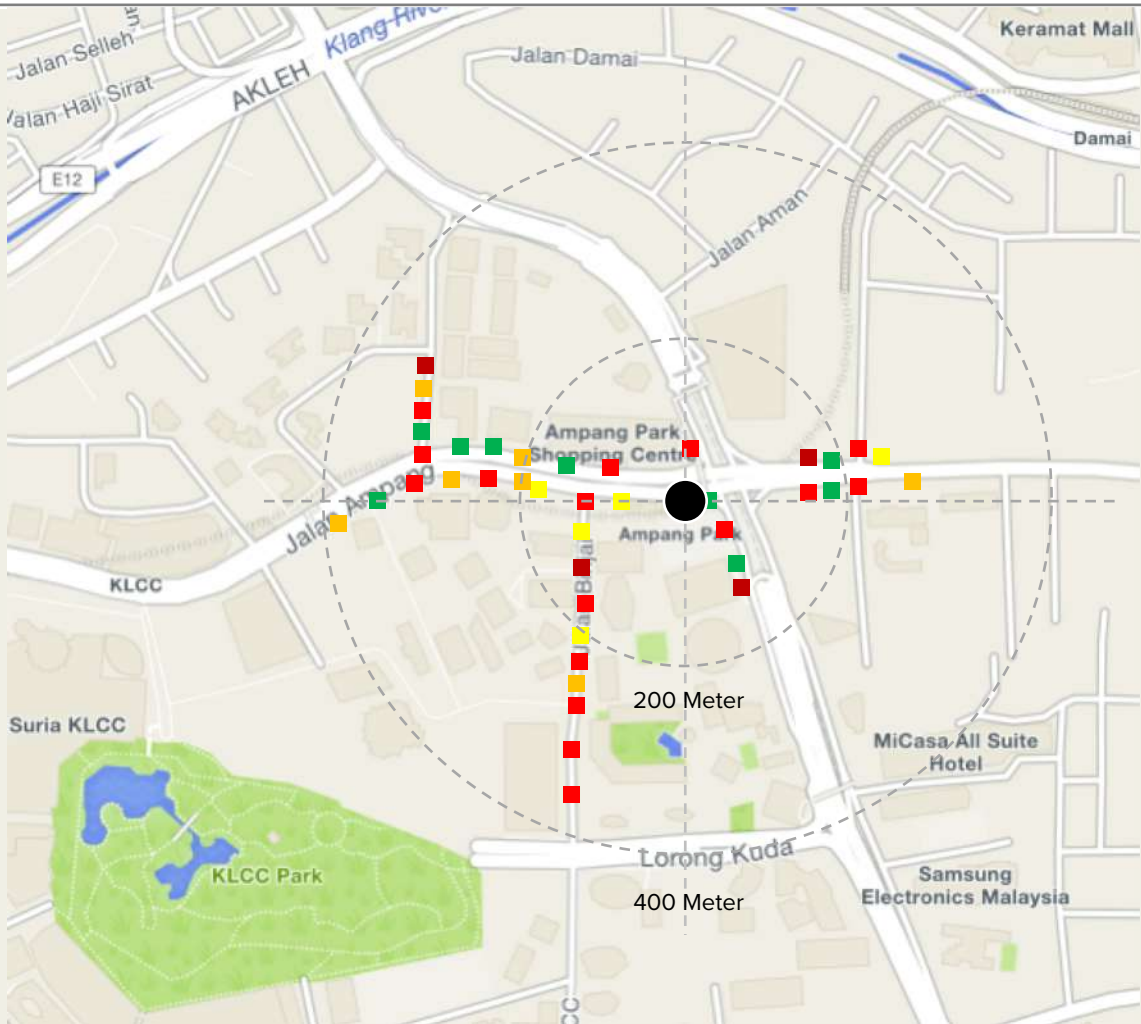 Keramat Mall
Klang River
Jalan Selleh
Jalan Damai
AKLEH
Jalan Haji Sirat
Damai
E12
Jalan Aman
Ampang Park
Shopping Centr
Jalan Ampang
Ampang Park
KLCC
200 Meter
Suria KLCC
MiCasa All Suite
Hotel
Lorong Kuda
KLCC Park
Samsung
Electronics Malaysia
400 Meter
CC